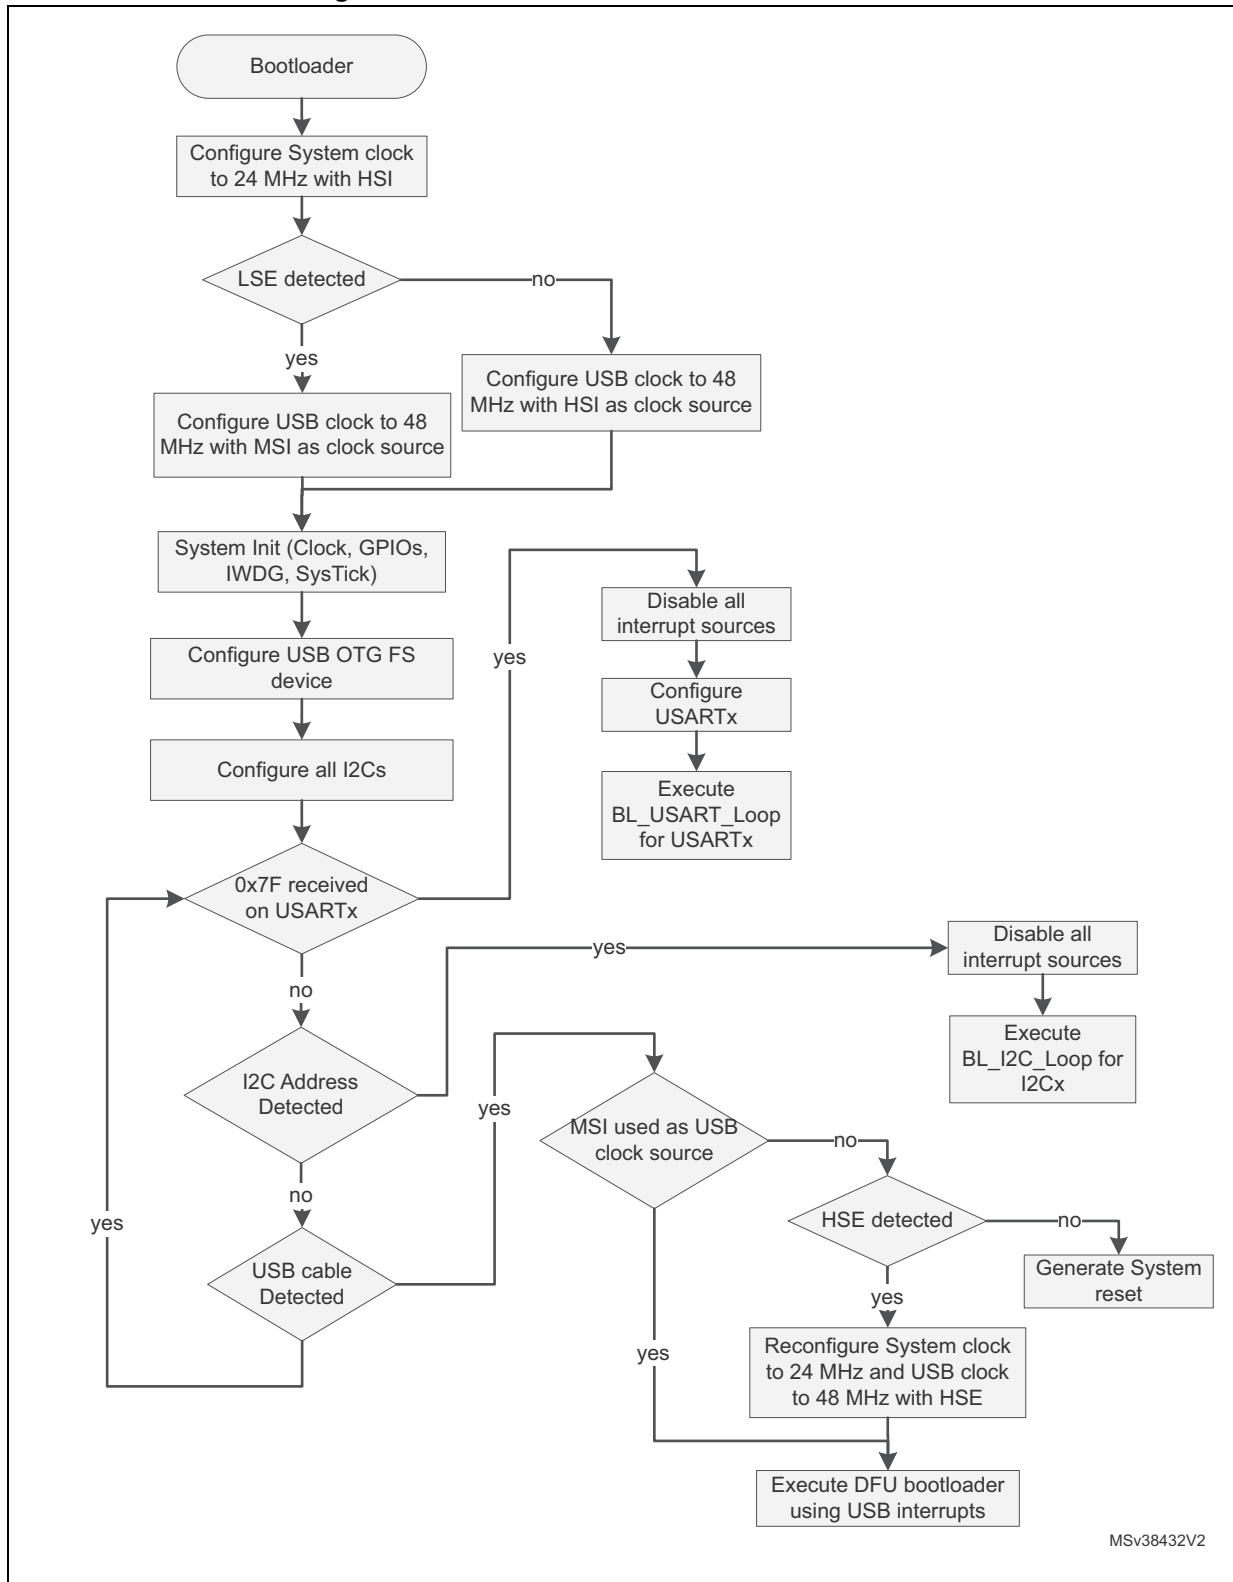 Bootloader
Configure System clock
to 24 MHz with HSI
LSE detected
no
yes
Configure USB clock to 48
MHz with HSI as clock source
Configure USB clock to 48
MHz with MSI as clock source
System Init (Clock, GPIOs,
IWDG, SysTick)
Disable all
interrupt sources
yes
Configure USB OTG FS
device
Configure
USARTx
Configure all I2Cs
Execute
BL_USART_Loop
for USARTx
0x7F received
on USARTx
no
yes
Disable all
interrupt sources
Execute
BL_I2C_Loop for
I2Cx
I2C Address
Detected
yes
MSI used as USB
clock source
no
no
yes
HSE detected
no
USB cable
Detected
Generate System
reset
yes
yes
Reconfigure System clock
to 24 MHz and USB clock
to 48 MHz with HSE
Execute DFU bootloader
using USB interrupts
MSv38432V2